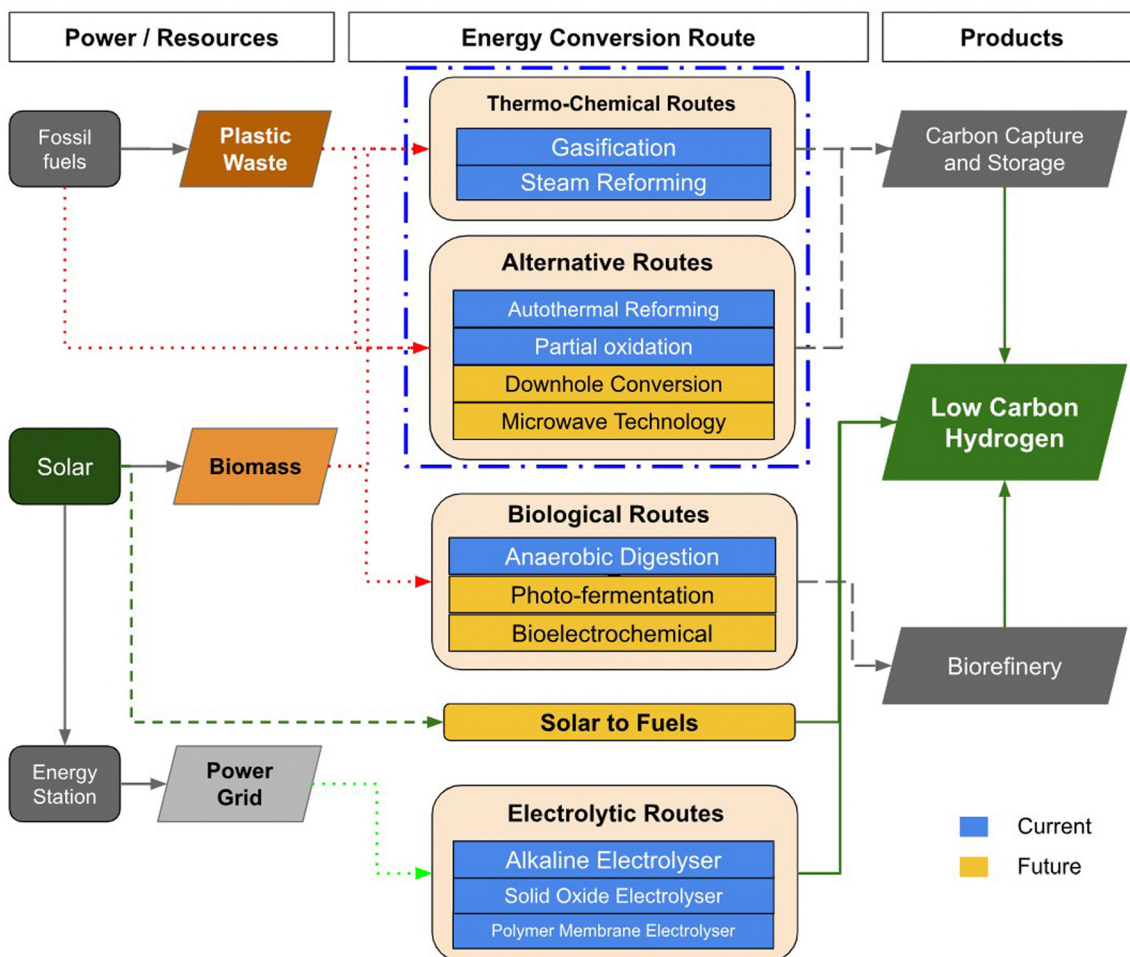 Power / Resources
Energy Conversion Route
Products
Fossil
fuels
Plastic
Waste
Thermo-Chemical Routes
Gasification
Steam Reforming
Carbon Capture
and Storage
Alternative Routes
Autothermal Reforming
Partial oxidation
Downhole Conversion
Microwave Technology
Low Carbon
Hydrogen
Solar
Biomass
Biological Routes
Anaerobic Digestion
Photo-fermentation
Bioelectrochemical
Biorefinery
Solar to Fuels
Energy
Station
Power
Grid
Electrolytic Routes
Alkaline Electrolyser
Solid Oxide Electrolyser
Polymer Membrane Electrolyser
Current
Future